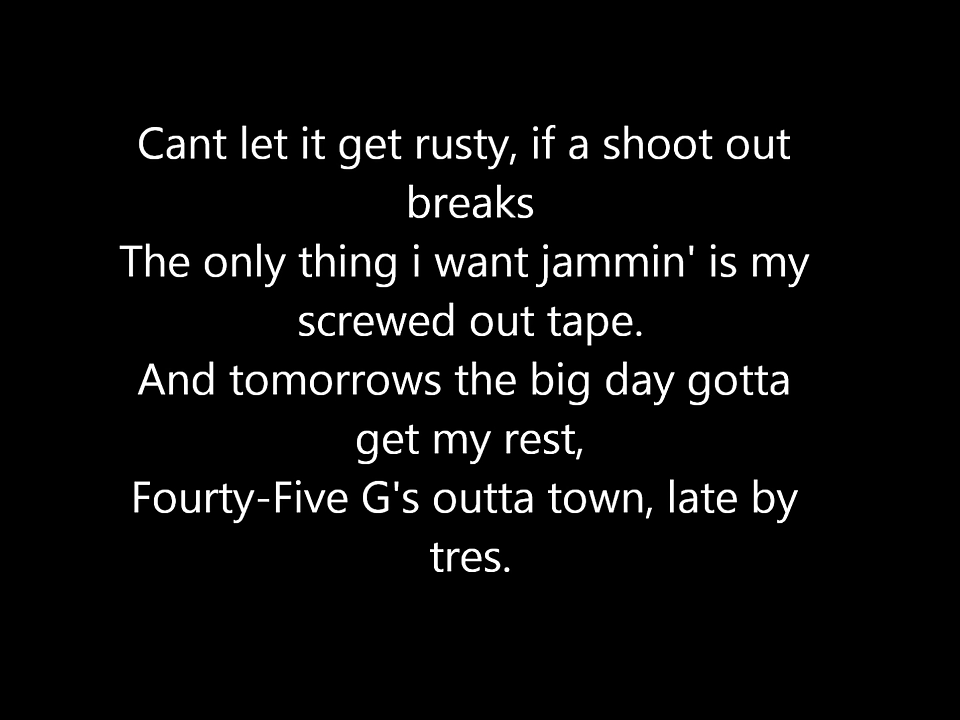 Cant let it get rusty, if a shoot out
breaks
The only thing i want jammin' is my
screwed out tape.
And tomorrows the big day gotta
get my rest,
Fourty-Five G's outta town, late by
tres.